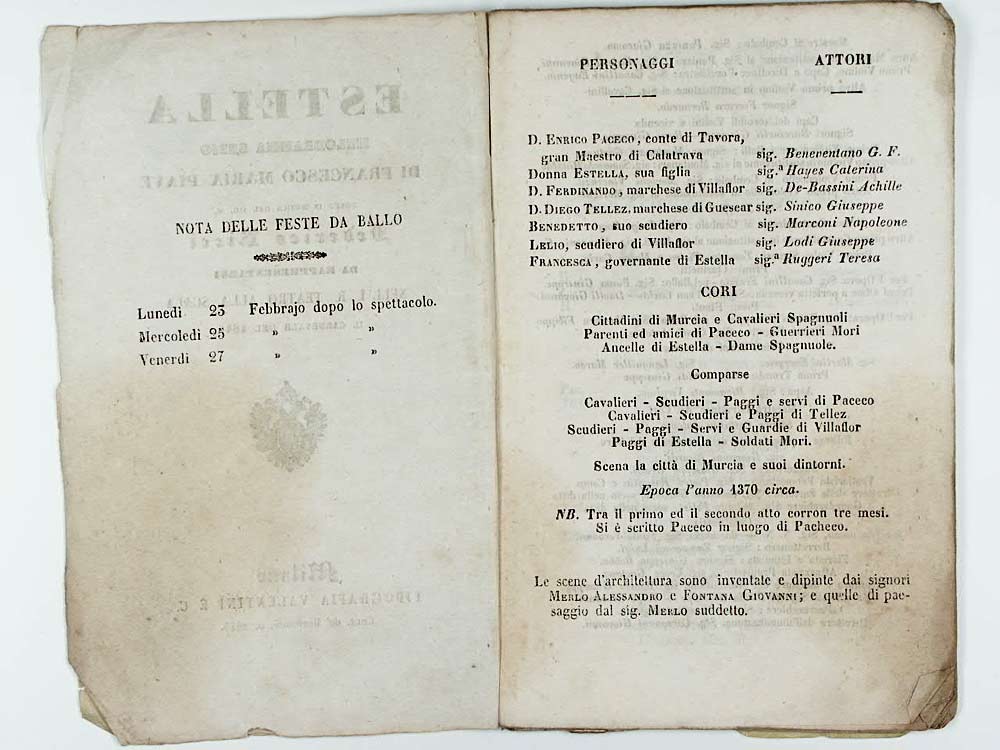 NOTA DELLE FESTE DA BALLO
Lunedì 23 Febbrajo dopo lo spettacolo.
Mercoledì 25 » »
Venerdì 27 » »
PERSONAGGI ATTORI
D. ENRICO PACECO, conte di Tavora,
gran Maestro di Calatrava sig. Beneventano G. F.
Donna ESTELLA, sua figlia sig.ª Hayes Caterina
D. FERDINANDO, marchese di Villaflor sig. De-Bassini Achille
D. DIEGO TELLEZ, marchese di Guescar sig. Sinico Giuseppe
BENEDETTO, suo scudiero sig. Marconi Napoleone
LELIO, scudiero di Villaflor sig. Lodi Giuseppe
FRANCESCA, governante di Estella sig.ª Ruggeri Teresa
CORI
Cittadini di Murcia e Cavalieri Spagnuoli
Parenti ed amici di Paceco - Guerrieri Mori
Ancelle di Estella - Dame Spagnuole.
Comparse
Cavalieri - Scudieri - Paggi e servi di Paceco
Cavalieri - Scudieri e Paggi di Tellez
Scudieri - Paggi - Servi e Guardie di Villaflor
Paggi di Estella - Soldati Mori.
Scena la città di Murcia e suoi dintorni.
Epoca l'anno 1370 circa.
NB. Tra il primo ed il secondo atto corron tre mesi.
Si è scritto Paceco in luogo di Pacheco.
Le scene d'architettura sono inventate e dipinte dai signori
MERLO ALESSANDRO e FONTANA GIOVANNI; e quelle di pae-
saggio dal sig. MERLO suddetto.